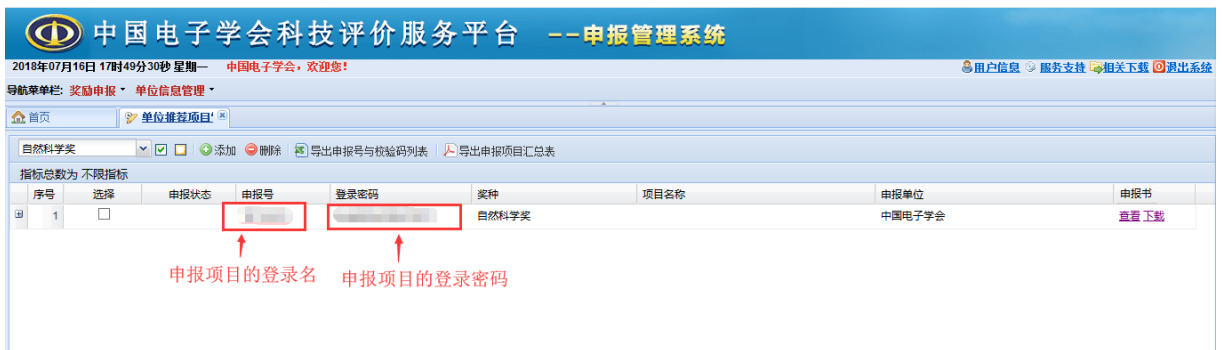 中国电子学会科技评价服务平台 --申报管理系统
2018年07月16日 17时49分30秒 星期一 中国电子学会，欢迎您! 用户信息 服务支持 相关下载 退出系统
导航菜单栏: 奖励申报 单位信息管理
首页 单位推荐项目'
自然科学奖 添加 删除 导出申报号与校验码列表 导出申报项目汇总表
指标总数为 不限指标
序号 选择 申报状态 申报号 登录密码 奖种 项目名称 申报单位 申报书
1 自然科学奖 中国电子学会 查看 下载
申报项目的登录名 申报项目的登录密码